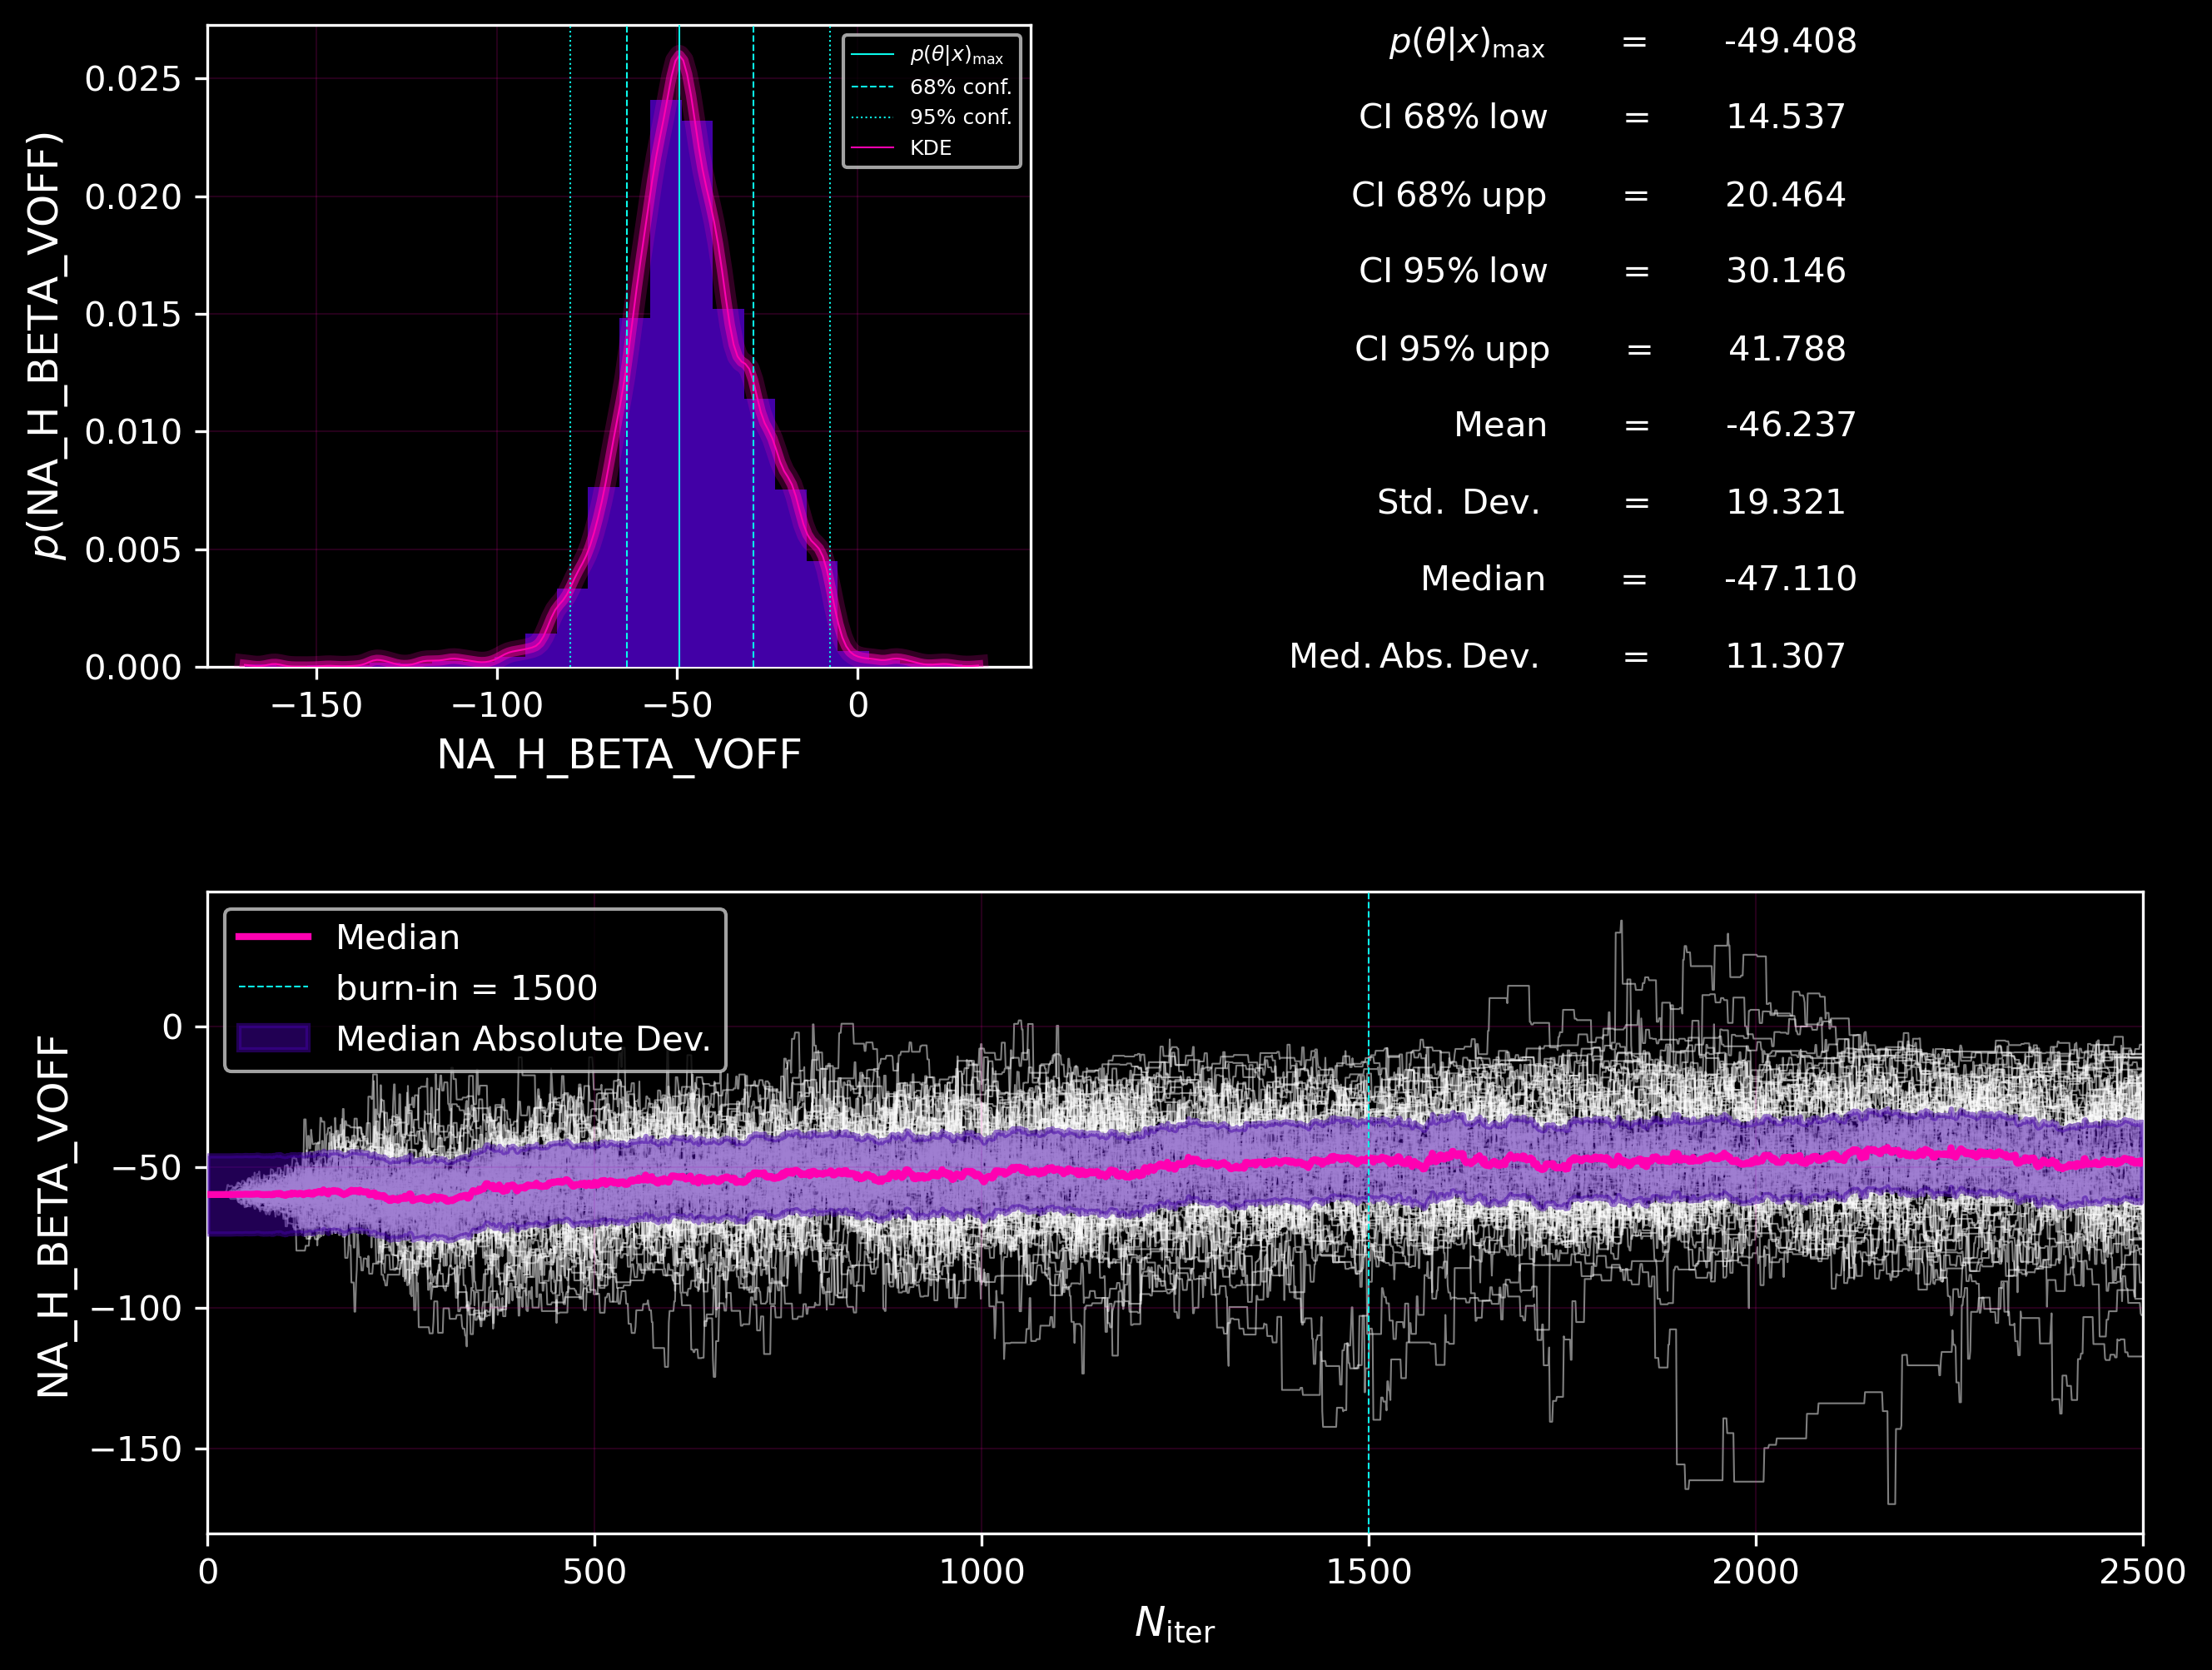 p(θ|x)max
68% conf.
95% conf.
KDE
0.025
0.020
0.015
0.010
0.005
0.000
p(NA_H_BETA_VOFF)
−150 −100 −50 0
NA_H_BETA_VOFF
p(θ|x)max = -49.408
CI 68% low = 14.537
CI 68% upp = 20.464
CI 95% low = 30.146
CI 95% upp = 41.788
Mean = -46.237
Std. Dev. = 19.321
Median = -47.110
Med. Abs. Dev. = 11.307
Median
burn-in = 1500
Median Absolute Dev.
0
−50
−100
−150
NA_H_BETA_VOFF
0 500 1000 1500 2000 2500
Niter